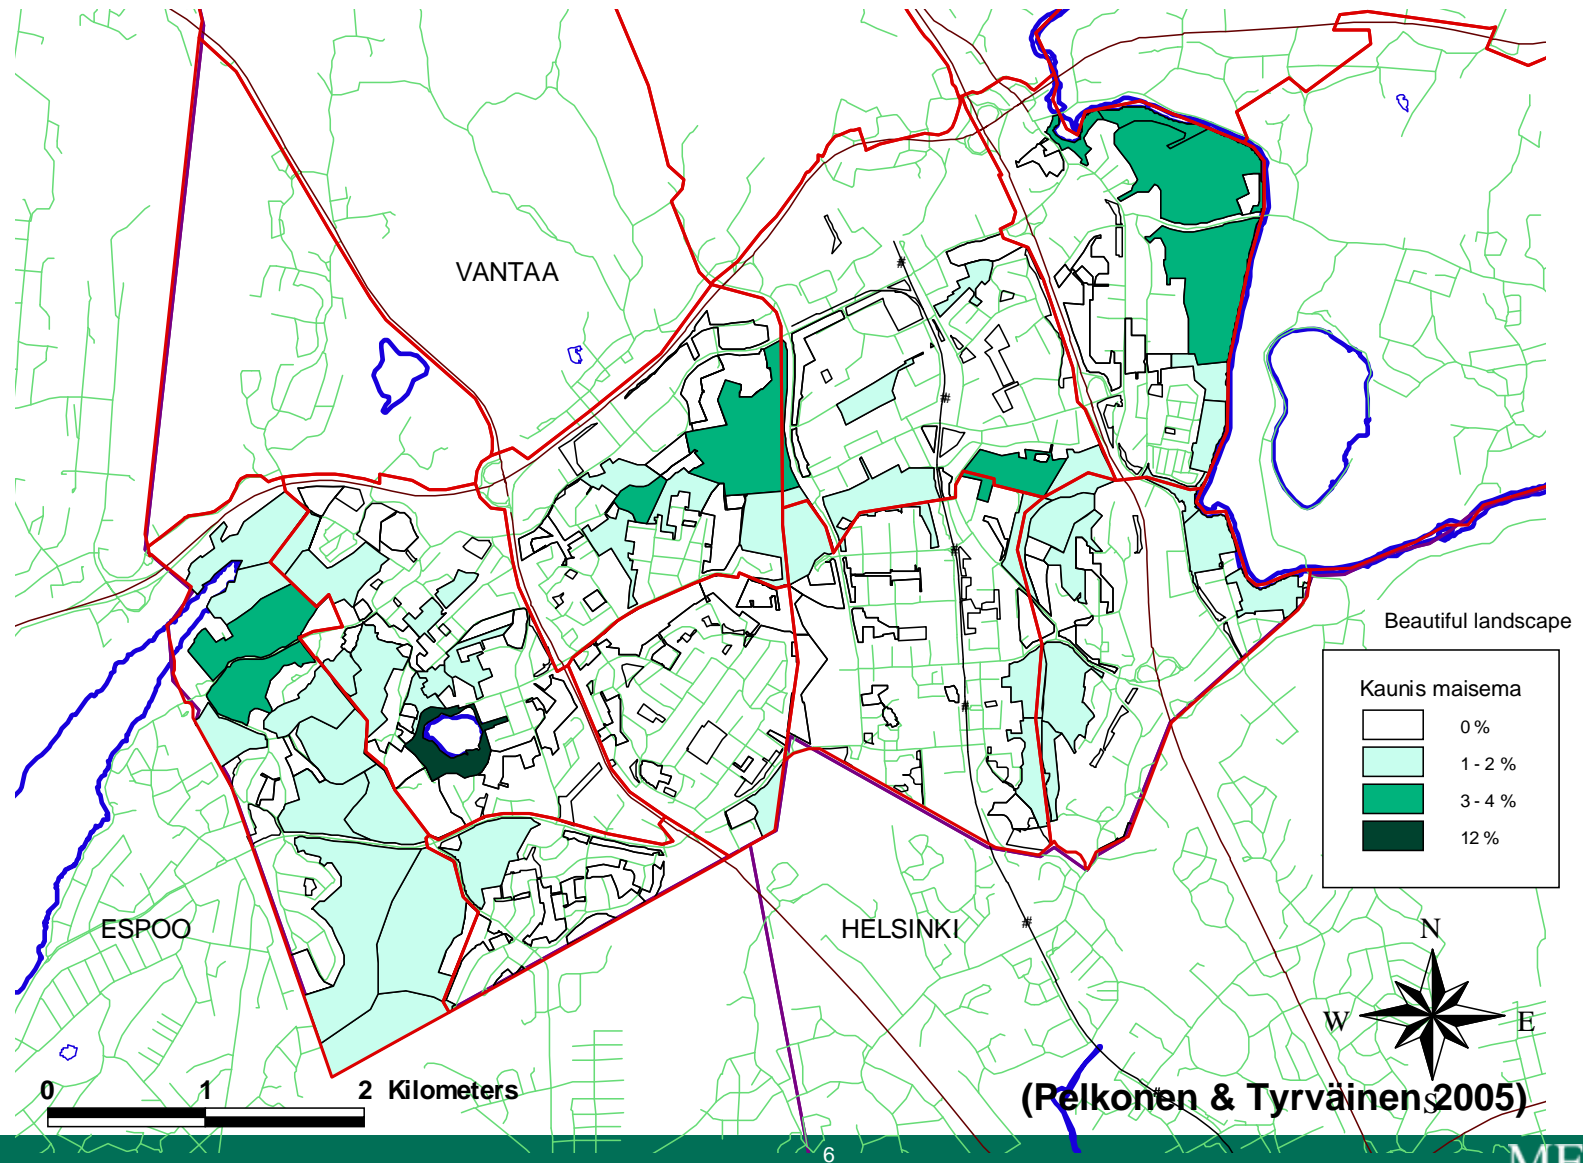 VANTAA
ESPOO
HELSINKI
Beautiful landscape
Kaunis maisema
0 %
1 - 2 %
3 - 4 %
12 %
N
W E
S
0 1 2 Kilometers
(Pelkonen & Tyrväinen 2005)
6